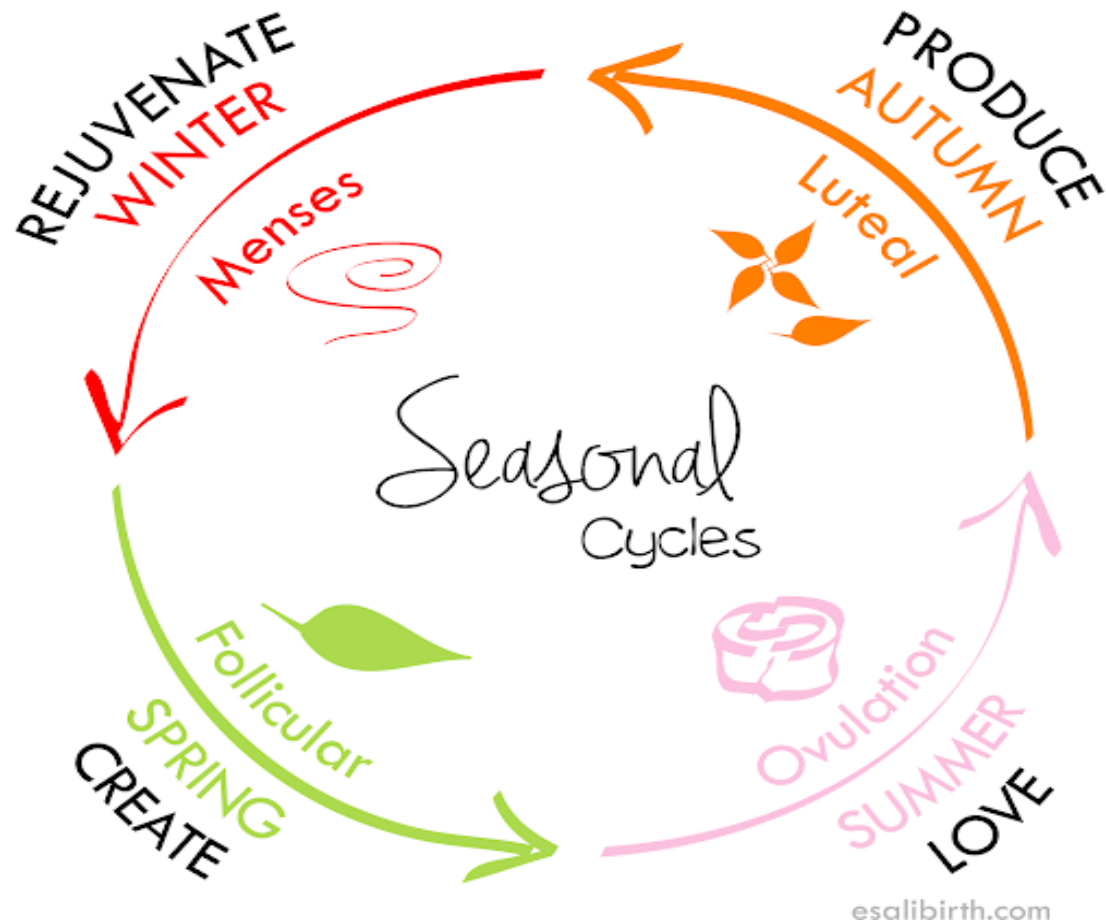 REJUVENATE
WINTER
Menses
PRODUCE
AUTUMN
Luteal
Seasonal
Cycles
Follicular
SPRING
CREATE
Ovulation
SUMMER
LOVE
esalibirth.com